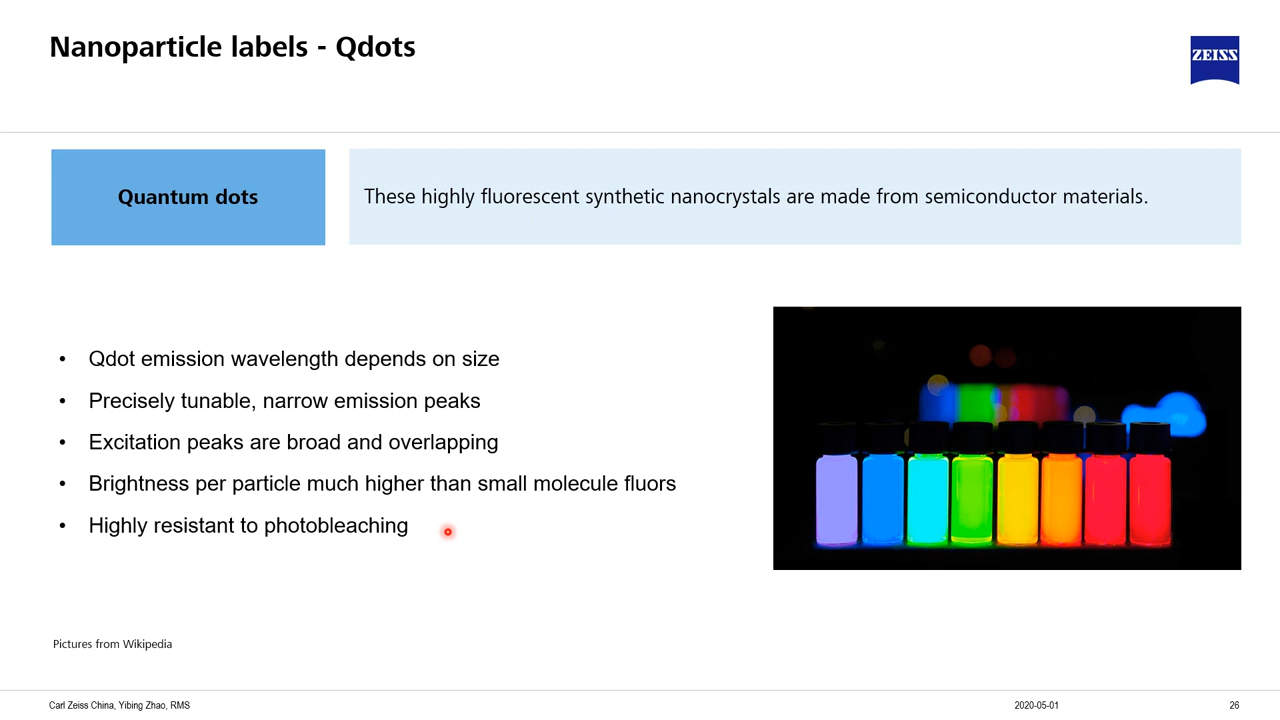 Nanoparticle labels - Qdots
ZEISS
Quantum dots
These highly fluorescent synthetic nanocrystals are made from semiconductor materials.
• Qdot emission wavelength depends on size
• Precisely tunable, narrow emission peaks
• Excitation peaks are broad and overlapping
• Brightness per particle much higher than small molecule fluors
• Highly resistant to photobleaching
Pictures from Wikipedia
Carl Zeiss China, Yibing Zhao, RMS
2020-05-01
26